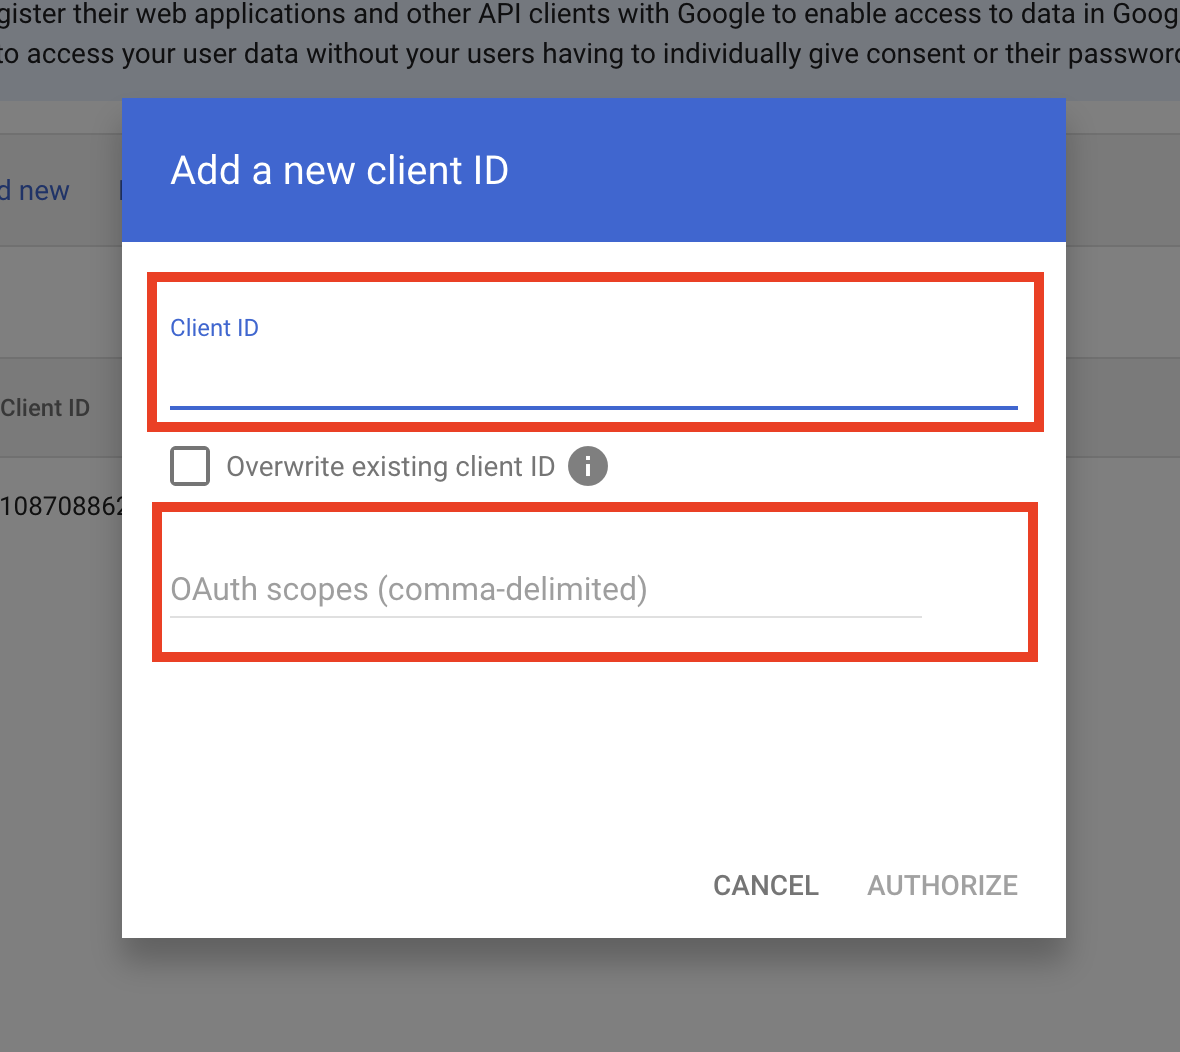 gister their web applications and other API clients with Google to enable access to data in Goog
to access your user data without your users having to individually give consent or their password
Add a new client ID
d new
Client ID
Client ID
Overwrite existing client ID
108708862
OAuth scopes (comma-delimited)
CANCEL AUTHORIZE